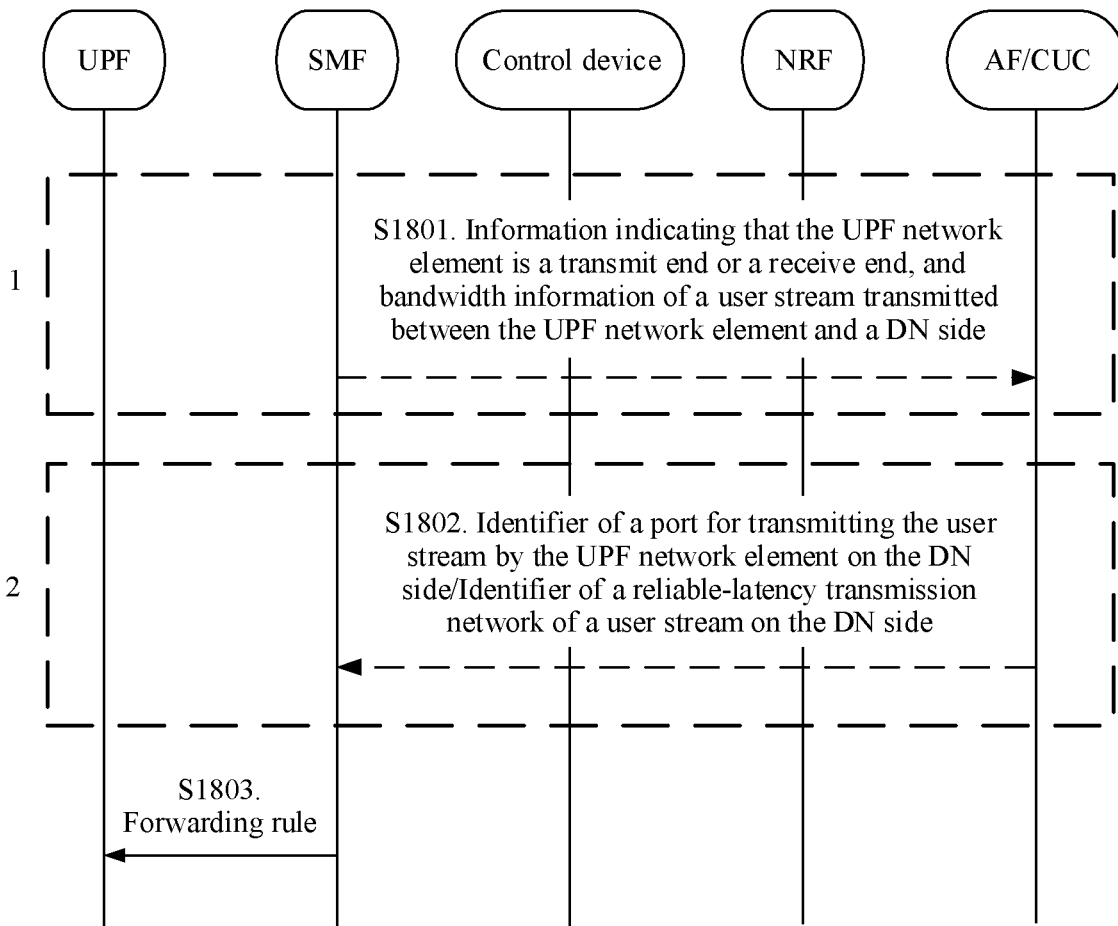 UPF
SMF
Control device
NRF
AF/CUC
1
S1801. Information indicating that the UPF network
element is a transmit end or a receive end, and
bandwidth information of a user stream transmitted
between the UPF network element and a DN side
2
S1802. Identifier of a port for transmitting the user
stream by the UPF network element on the DN
side/Identifier of a reliable-latency transmission
network of a user stream on the DN side
S1803.
Forwarding rule